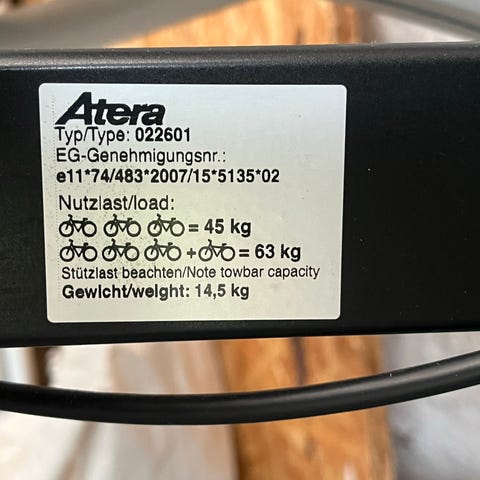 Atera
Typ/Type: 022601
EG-Genehmigungsnr.:
e11*74/483*2007/15*5135*02
Nutzlast/load:
= 45 kg
+ = 63 kg
Stützlast beachten/Note towbar capacity
Gewicht/weight: 14,5 kg